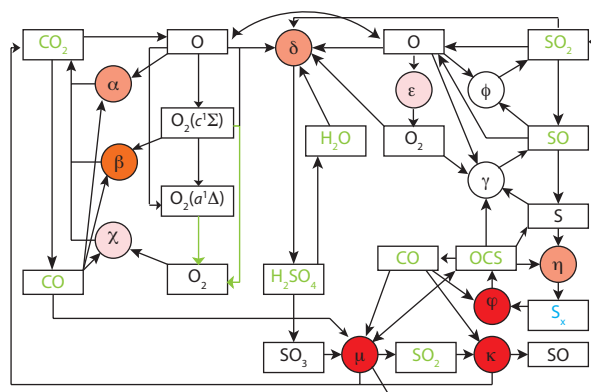 CO₂
O
δ
O
SO₂
α
ε
ϕ
O₂(c¹Σ)
H₂O
O₂
SO
β
γ
O₂(a¹Δ)
S
χ
CO
OCS
η
CO
O₂
H₂SO₄
φ
Sₓ
SO₃
μ
SO₂
κ
SO